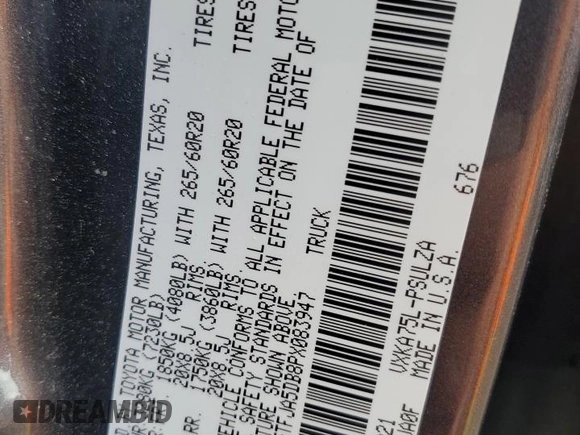 TOYOTA MOTOR MANUFACTURING, TEXAS, INC.
(7230LB)
1850KG (4080LB) WITH 265/60R20 TIRES
20X8.5J RIMS
RR. 1750KG (3860LB) WITH 265/60R20 TIRES
20X8.5J RIMS
VEHICLE CONFORMS TO ALL APPLICABLE FEDERAL MOTOR
SAFETY STANDARDS IN EFFECT ON THE DATE OF
SHOWN ABOVE.
TFJA5DB8PX083947 TRUCK
VXKA75L-PSULZA 676
MADE IN U.S.A.
DREAMBID